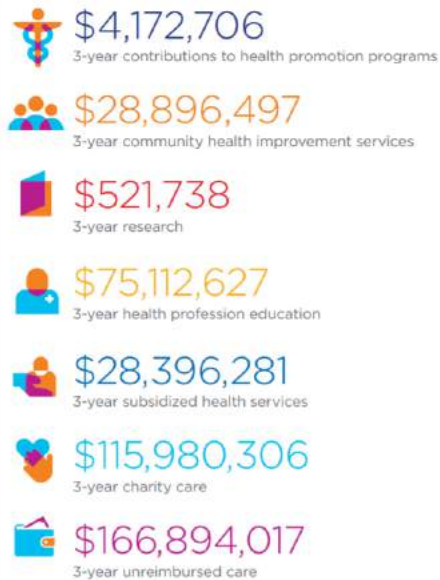 $4,172,706
3-year contributions to health promotion programs
$28,896,497
3-year community health improvement services
$521,738
3-year research
$75,112,627
3-year health profession education
$28,396,281
3-year subsidized health services
$115,980,306
3-year charity care
$166,894,017
3-year unreimbursed care